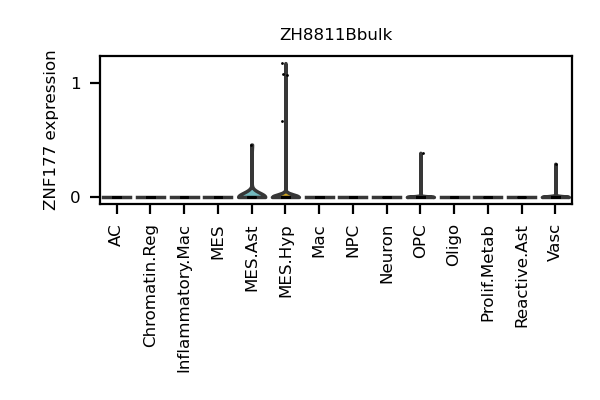 ZH8811Bbulk
ZNF177 expression
1
0
AC
Chromatin.Reg
Inflammatory.Mac
MES
MES.Ast
MES.Hyp
Mac
NPC
Neuron
OPC
Oligo
Prolif.Metab
Reactive.Ast
Vasc